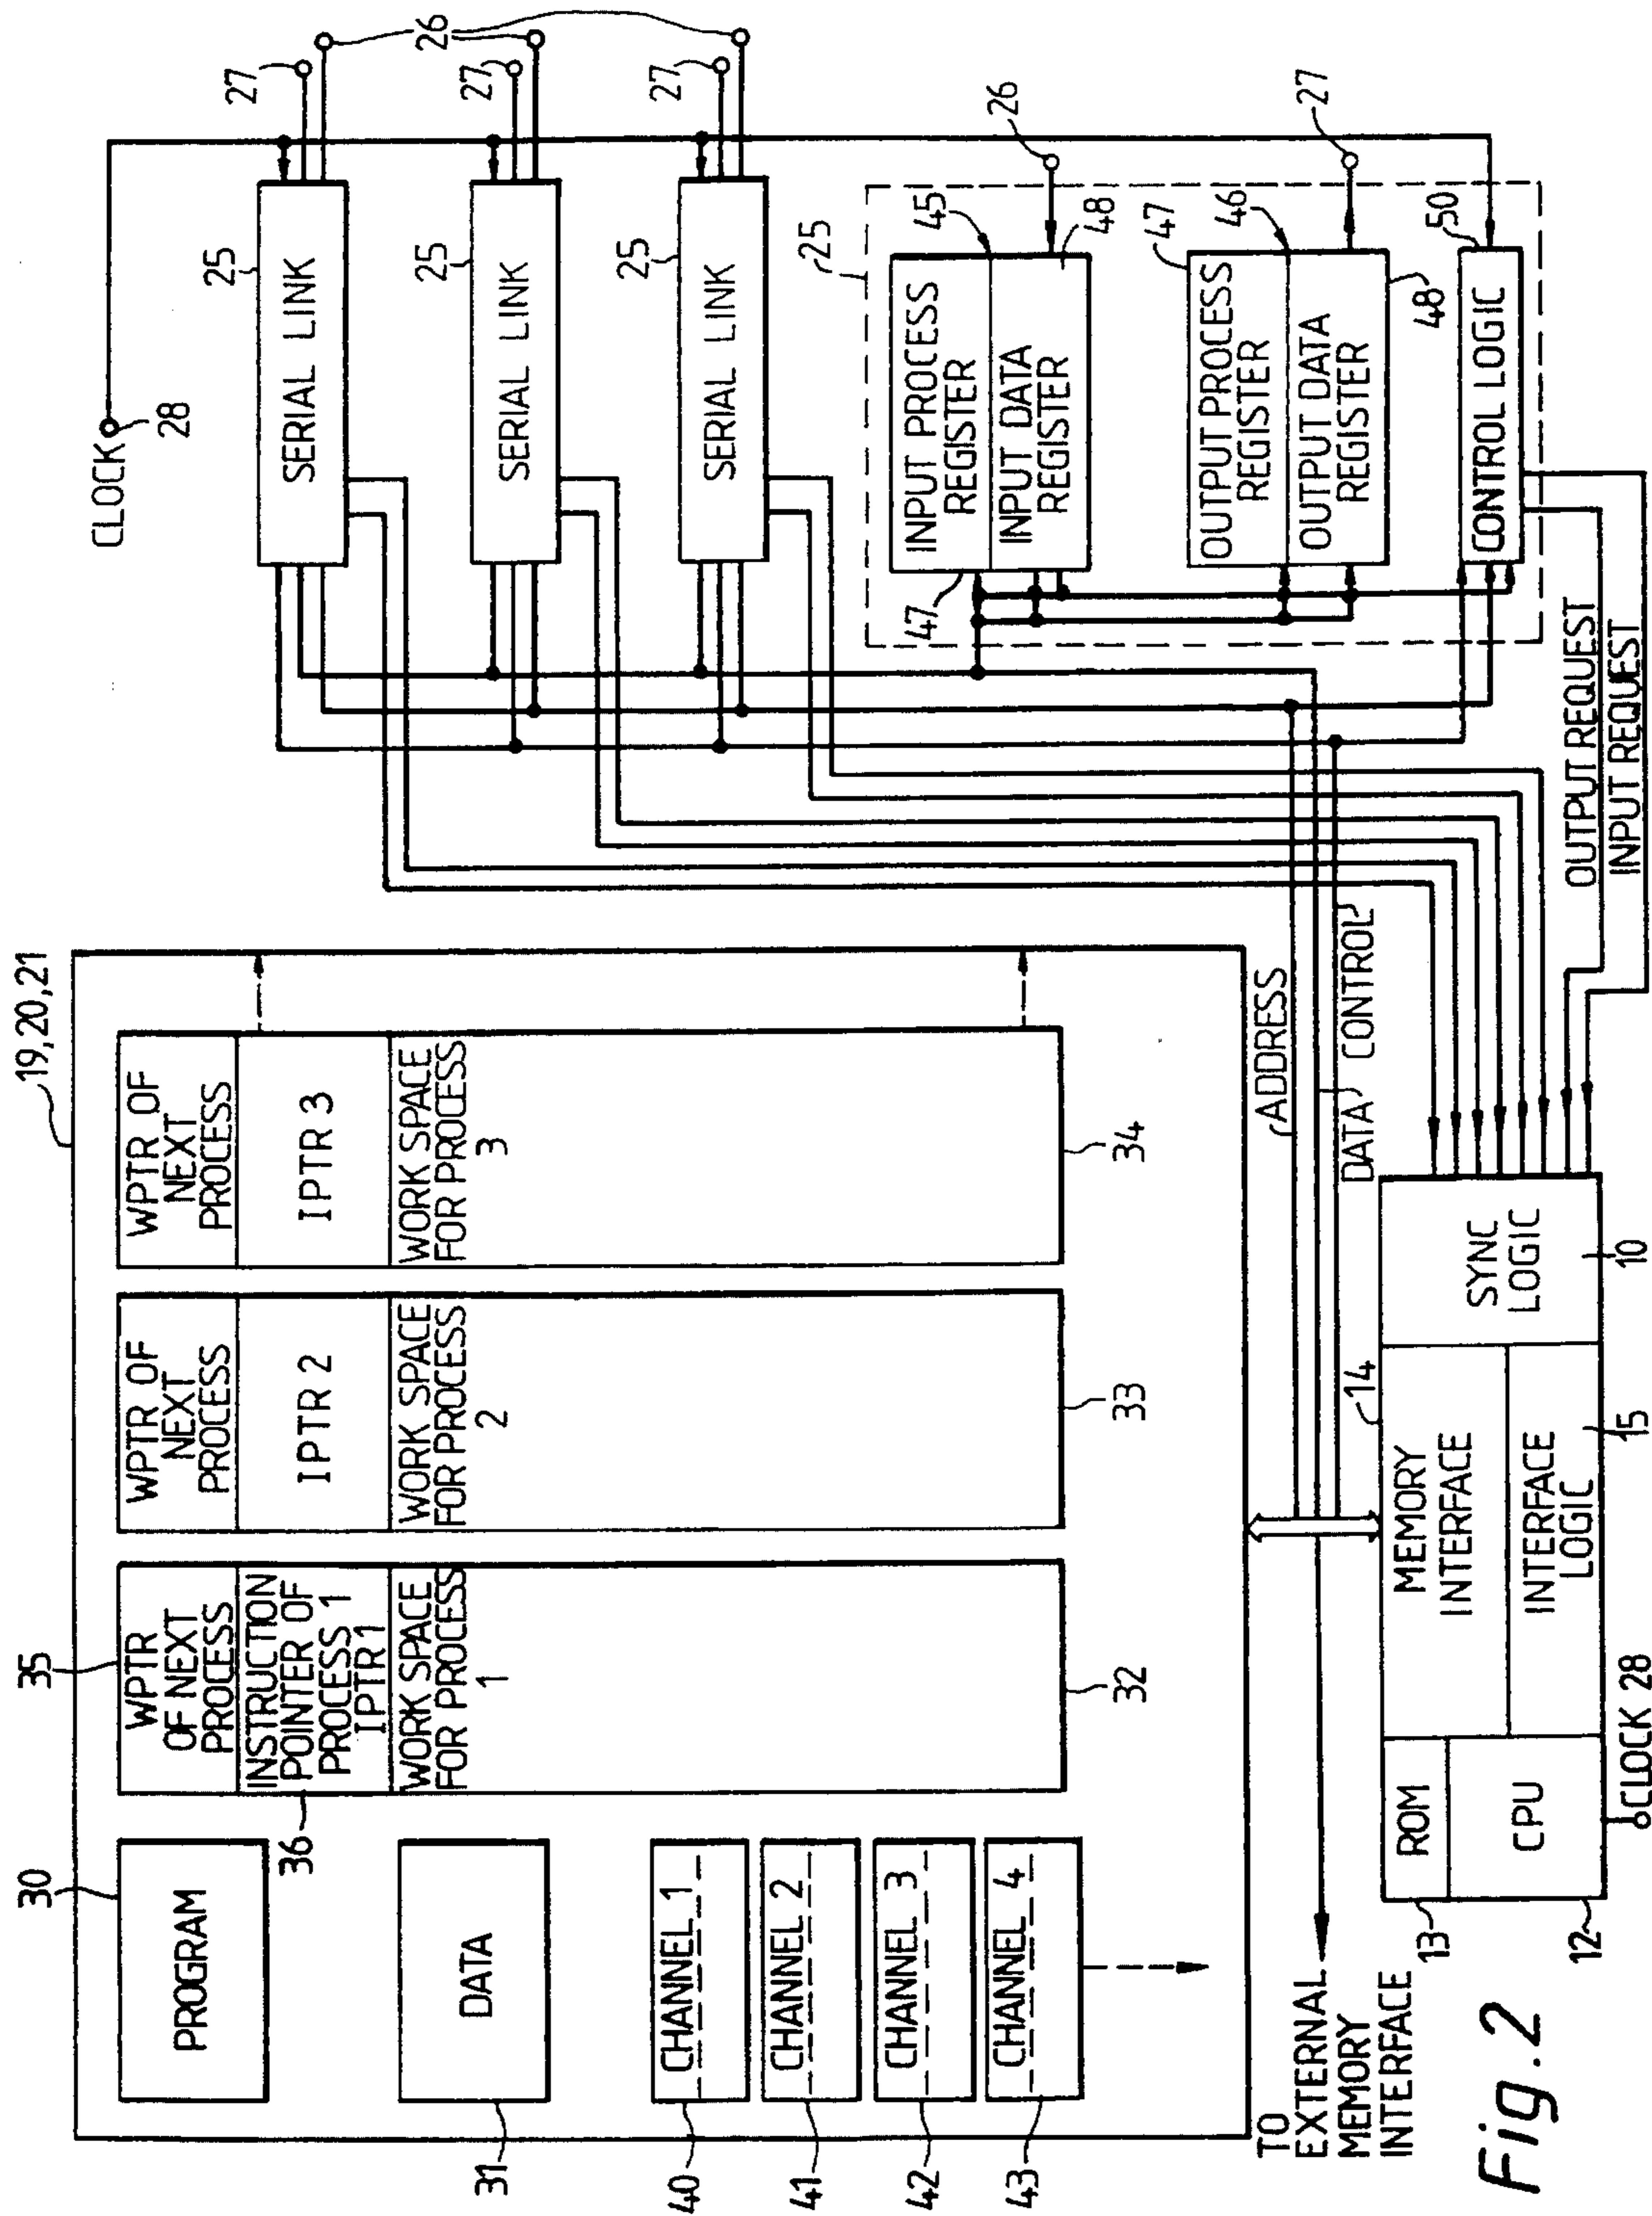 19,20,21
30
PROGRAM
31
DATA
40
CHANNEL 1
41
CHANNEL 2
42
CHANNEL 3
43
CHANNEL 4
35
WPTR
OF NEXT
PROCESS
36
INSTRUCTION
POINTER OF
PROCESS 1
IPTR1
WORK SPACE
FOR PROCESS
1
32
WPTR OF
NEXT
PROCESS
IPTR 2
WORK SPACE
FOR PROCESS
2
33
WPTR OF
NEXT
PROCESS
IPTR 3
WORK SPACE
FOR PROCESS
3
34
CLOCK
28
25
SERIAL LINK
27
25
SERIAL LINK
27
26
25
SERIAL LINK
27
25
47
INPUT PROCESS
REGISTER
45
INPUT DATA
REGISTER
48
26
OUTPUT PROCESS
REGISTER
47
46
OUTPUT DATA
REGISTER
48
27
CONTROL LOGIC
50
ADDRESS
DATA
CONTROL
OUTPUT REQUEST
INPUT REQUEST
TO
EXTERNAL
MEMORY
INTERFACE
13
ROM
12
CPU
CLOCK 28
14
MEMORY
INTERFACE
INTERFACE
LOGIC
15
SYNC
LOGIC
10
Fig.2